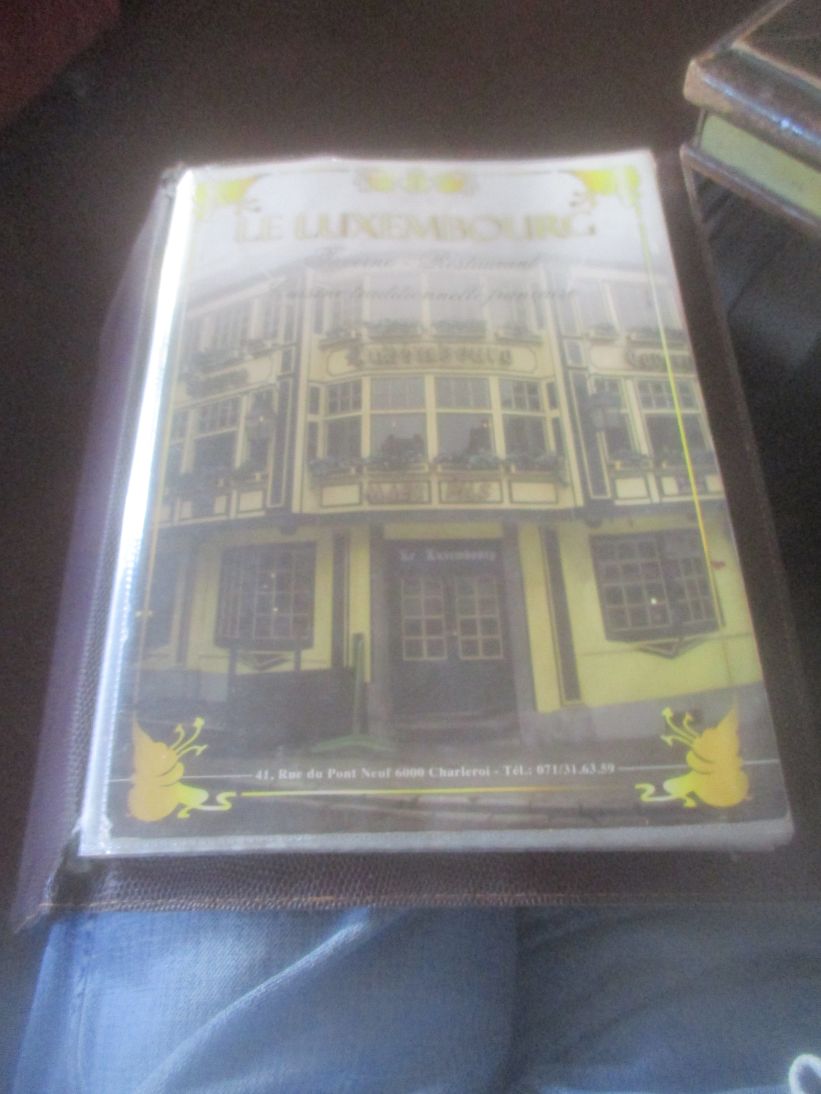 LE LUXEMBOURG
Taverne - Restaurant
Cuisine traditionnelle française
Luxembourg
Le Luxembourg
41, Rue du Pont Neuf 6000 Charleroi - Tél.: 071/31.63.59